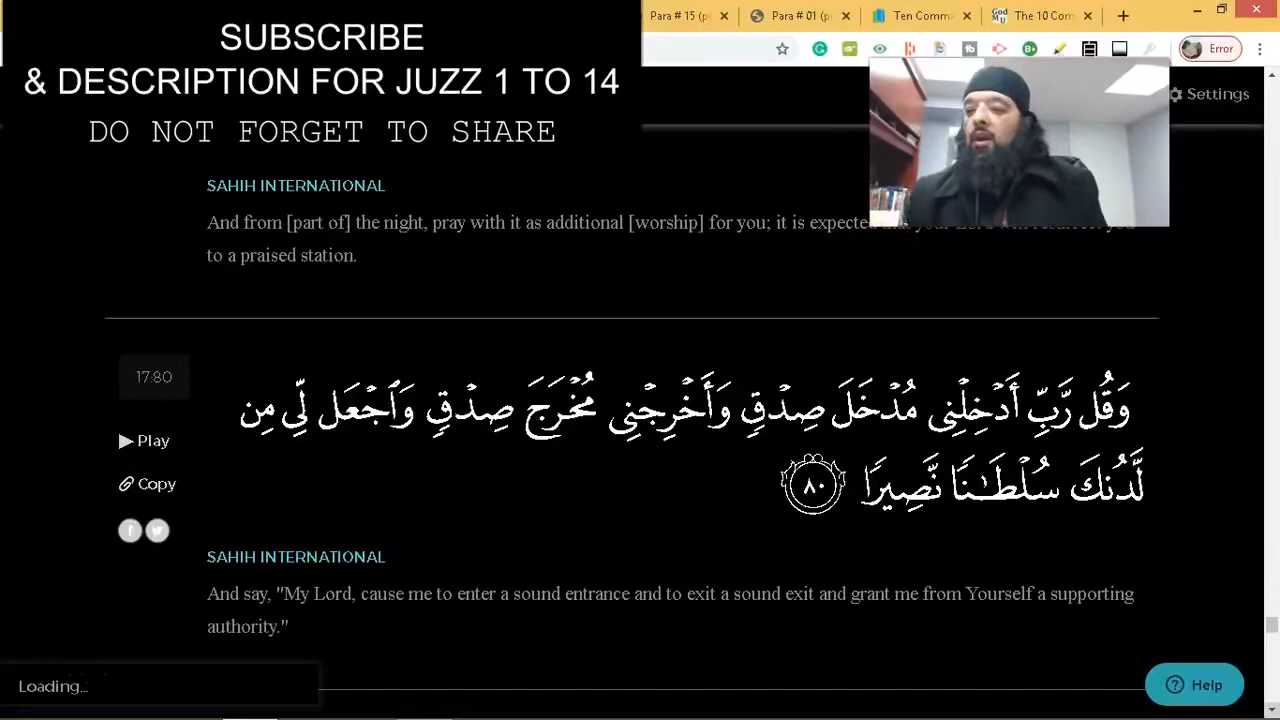 SUBSCRIBE
& DESCRIPTION FOR JUZZ 1 TO 14
DO NOT FORGET TO SHARE
Para # 15 (p
Para # 01 (p
Ten Comma
The 10 Com
Error
Settings
SAHIH INTERNATIONAL
And from [part of] the night, pray with it as additional [worship] for you; it is expected
to a praised station.
17:80
وَقُل رَّبِّ أَدْخِلْنِى مُدْخَلَ صِدْقٍ وَأَخْرِجْنِى مُخْرَجَ صِدْقٍ وَٱجْعَل لِّى مِن
لَّدُنكَ سُلْطَـٰنًا نَّصِيرًا ٨٠
Play
Copy
SAHIH INTERNATIONAL
And say, "My Lord, cause me to enter a sound entrance and to exit a sound exit and grant me from Yourself a supporting
authority."
Loading...
Help